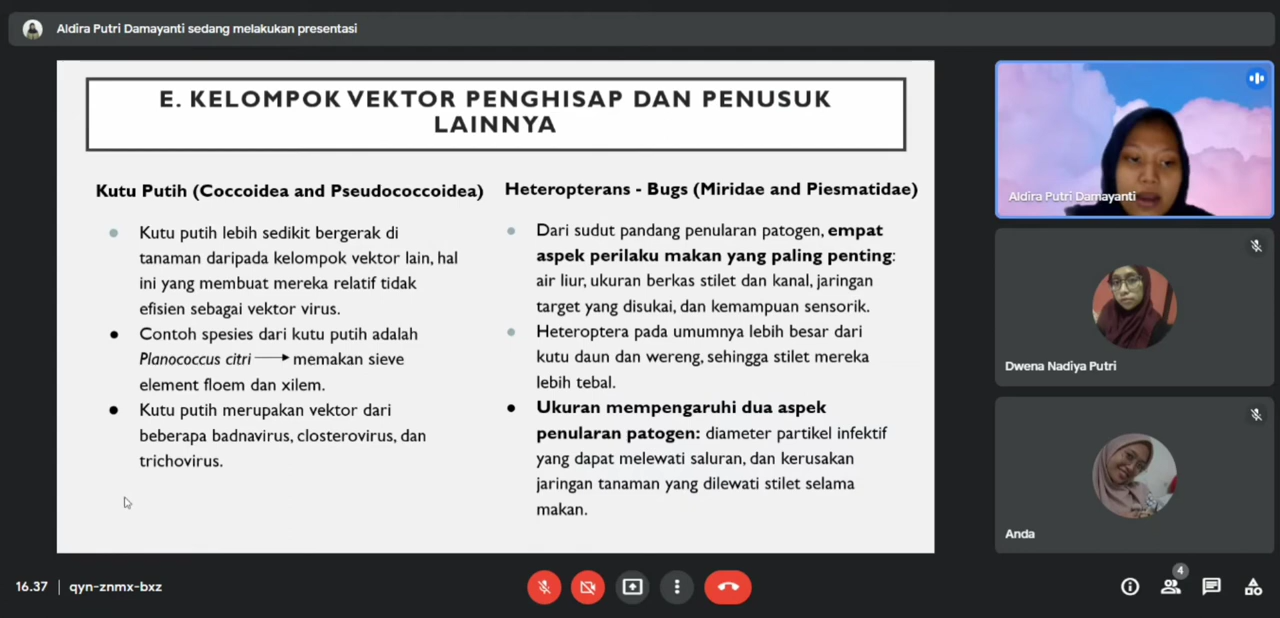 Aldira Putri Damayanti sedang melakukan presentasi
E. KELOMPOK VEKTOR PENGHISAP DAN PENUSUK
LAINNYA
Kutu Putih (Coccoidea and Pseudococcoidea)
Kutu putih lebih sedikit bergerak di
tanaman daripada kelompok vektor lain, hal
ini yang membuat mereka relatif tidak
efisien sebagai vektor virus.
Contoh spesies dari kutu putih adalah
Planococcus citri → memakan sieve
element floem dan xilem.
Kutu putih merupakan vektor dari
beberapa badnavirus, closterovirus, dan
trichovirus.
Heteropterans - Bugs (Miridae and Piesmatidae)
Dari sudut pandang penularan patogen, empat
aspek perilaku makan yang paling penting:
air liur, ukuran berkas stilet dan kanal, jaringan
target yang disukai, dan kemampuan sensorik.
Heteroptera pada umumnya lebih besar dari
kutu daun dan wereng, sehingga stilet mereka
lebih tebal.
Ukuran mempengaruhi dua aspek
penularan patogen: diameter partikel infektif
yang dapat melewati saluran, dan kerusakan
jaringan tanaman yang dilewati stilet selama
makan.
Aldira Putri Damayanti
Dwena Nadiya Putri
Anda
16.37 | qyn-znmx-bxz
4